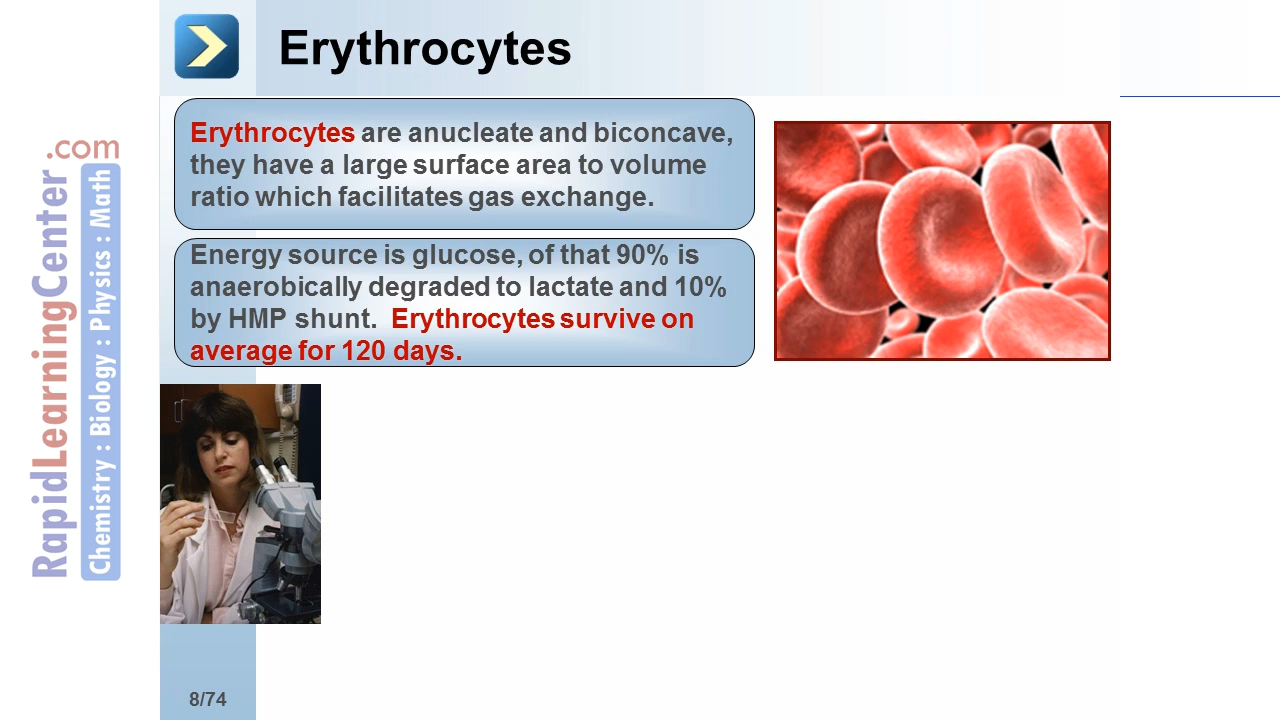 Erythrocytes
Erythrocytes are anucleate and biconcave,
they have a large surface area to volume
ratio which facilitates gas exchange.
Energy source is glucose, of that 90% is
anaerobically degraded to lactate and 10%
by HMP shunt. Erythrocytes survive on
average for 120 days.
RapidLearningCenter.com
Chemistry : Biology : Physics : Math
8/74